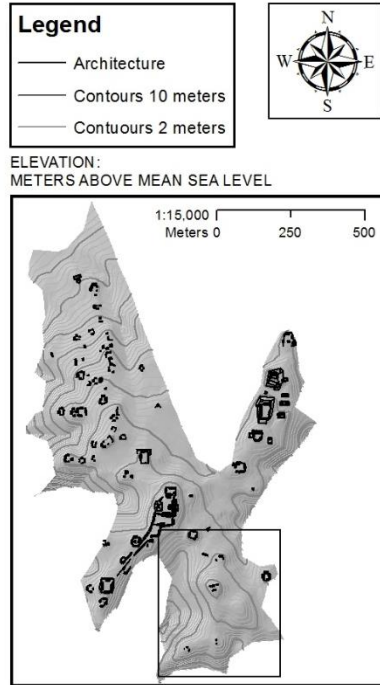 Legend
Architecture
Contours 10 meters
Contuours 2 meters
N
W E
S
ELEVATION:
METERS ABOVE MEAN SEA LEVEL
1:15,000
Meters 0 250 500